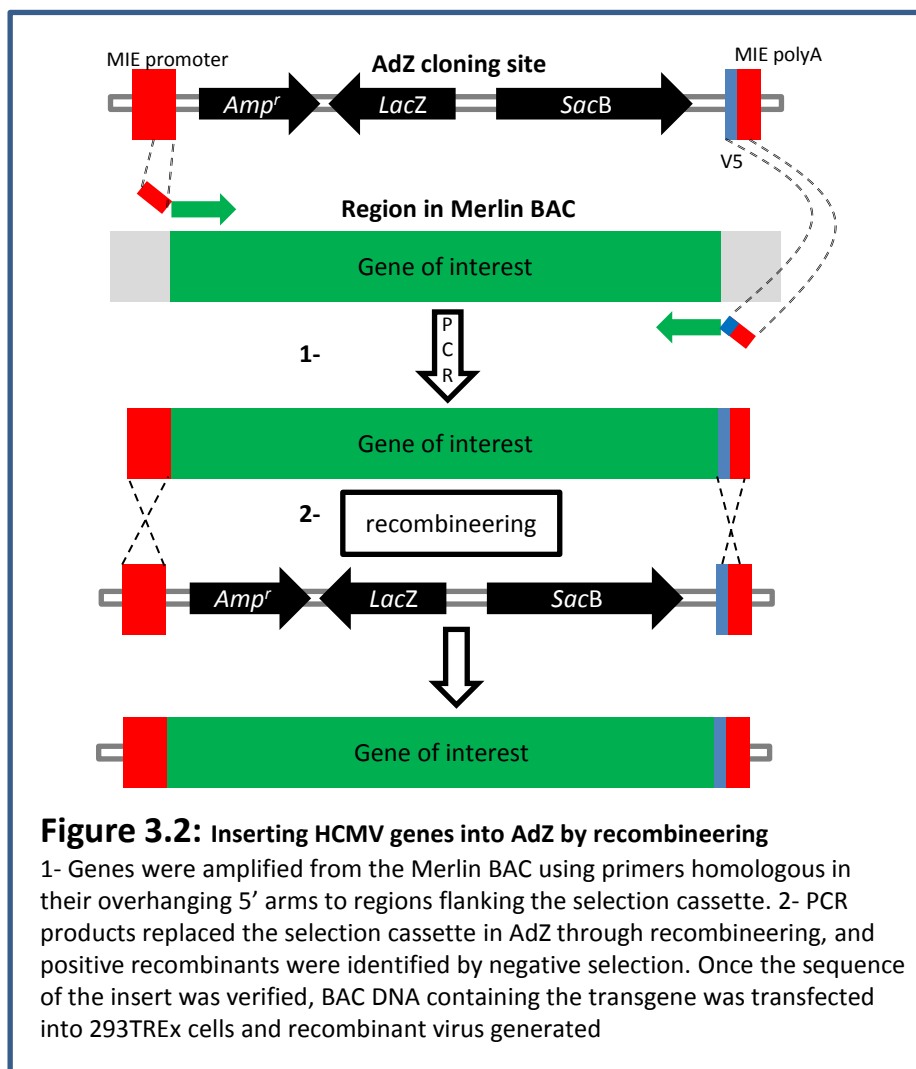 MIE promoter
AdZ cloning site
MIE polyA
Ampr
LacZ
SacB
V5
Region in Merlin BAC
Gene of interest
1-
P
C
R
Gene of interest
2-
recombineering
Ampr
LacZ
SacB
Gene of interest
Figure 3.2: Inserting HCMV genes into AdZ by recombineering
1- Genes were amplified from the Merlin BAC using primers homologous in
their overhanging 5’ arms to regions flanking the selection cassette. 2- PCR
products replaced the selection cassette in AdZ through recombineering, and
positive recombinants were identified by negative selection. Once the sequence
of the insert was verified, BAC DNA containing the transgene was transfected
into 293TREx cells and recombinant virus generated